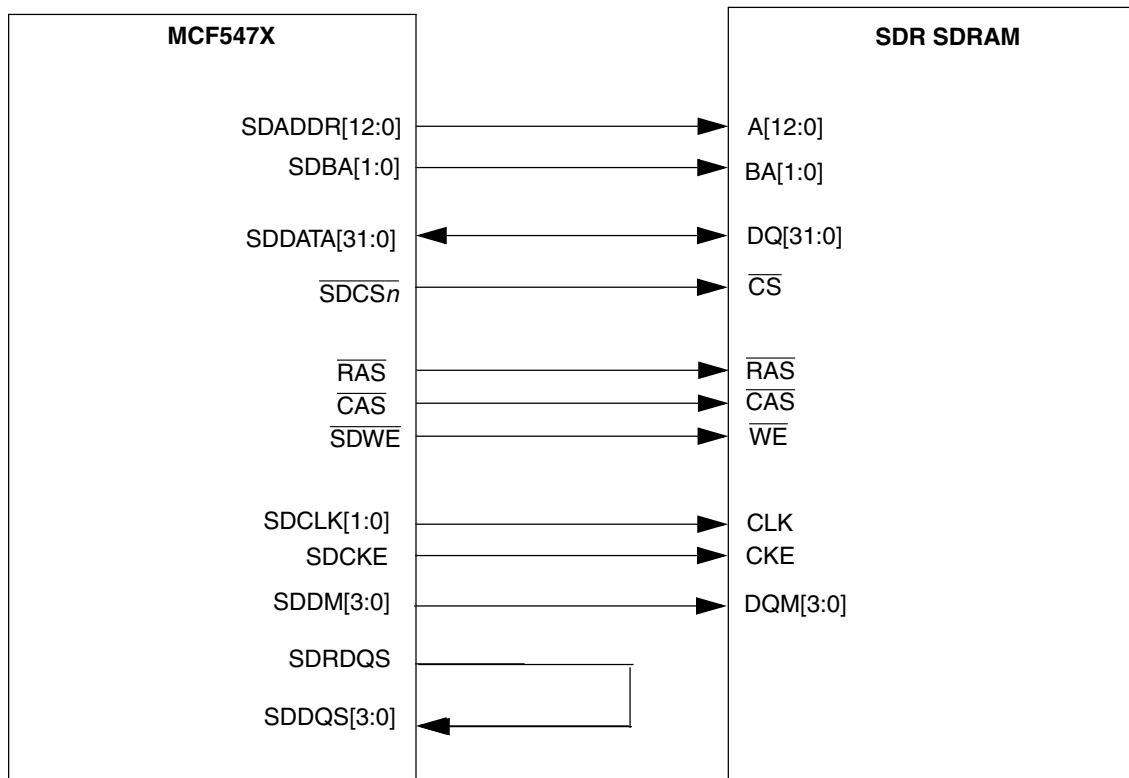 MCF547X SDR SDRAM
SDADDR[12:0] A[12:0]
SDBA[1:0] BA[1:0]
SDDATA[31:0] DQ[31:0]
SDCSn CS
RAS RAS
CAS CAS
SDWE WE
SDCLK[1:0] CLK
SDCKE CKE
SDDM[3:0] DQM[3:0]
SDRDQS
SDDQS[3:0]